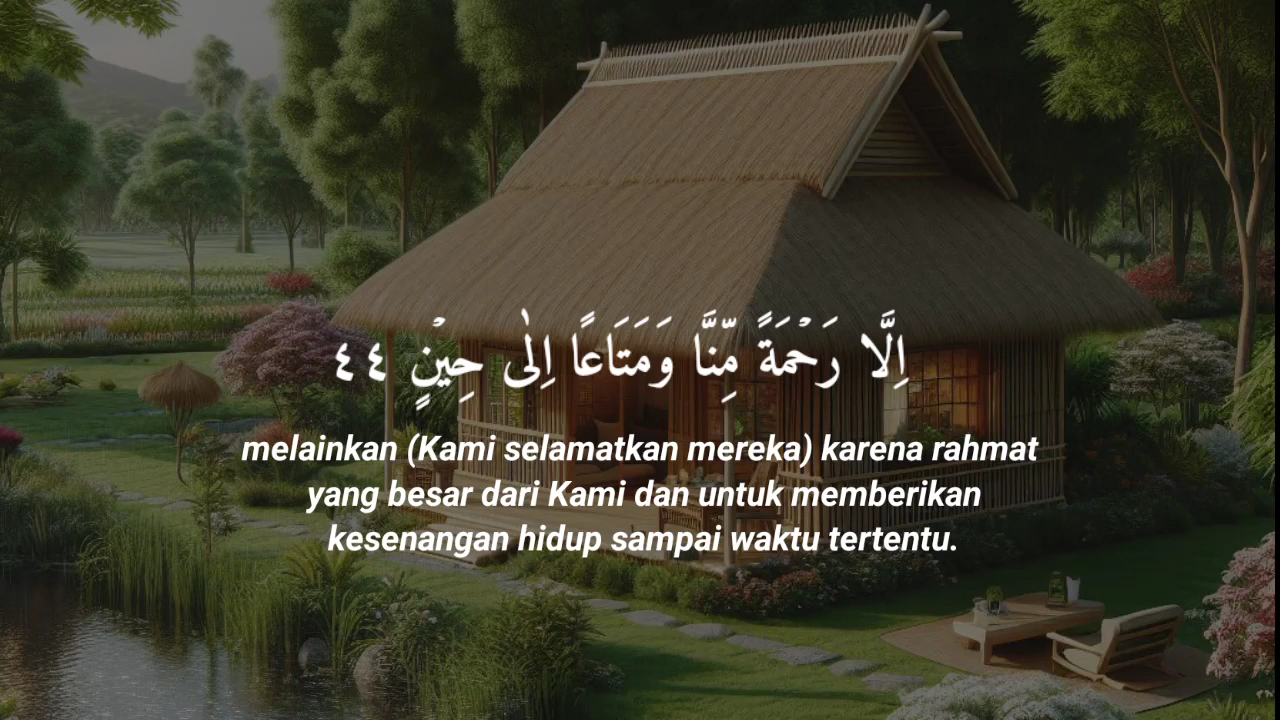 اِلَّا رَحْمَةً مِّنَّا وَمَتَاعًا اِلٰى حِيْنٍ ٤٤
melainkan (Kami selamatkan mereka) karena rahmat
yang besar dari Kami dan untuk memberikan
kesenangan hidup sampai waktu tertentu.